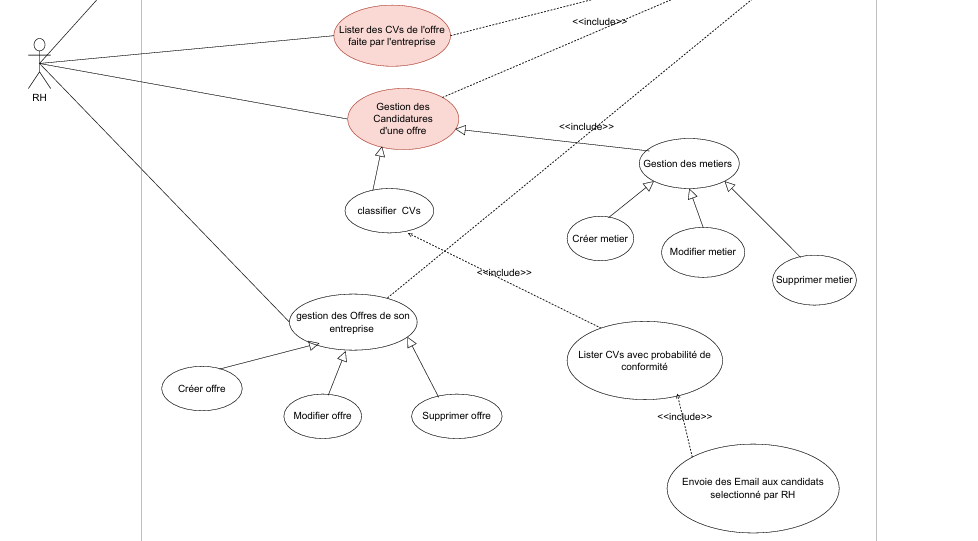 <<include>>
Lister des CVs de l'offre
faite par l'entreprise
RH
Gestion des
Candidatures
d'une offre
<<include>>
Gestion des metiers
classifier CVs
Créer metier
Modifier metier
Supprimer metier
<<include>>
gestion des Offres de son
entreprise
Lister CVs avec probabilité de
conformité
Créer offre
Modifier offre
Supprimer offre
<<include>>
Envoie des Email aux candidats
selectionné par RH